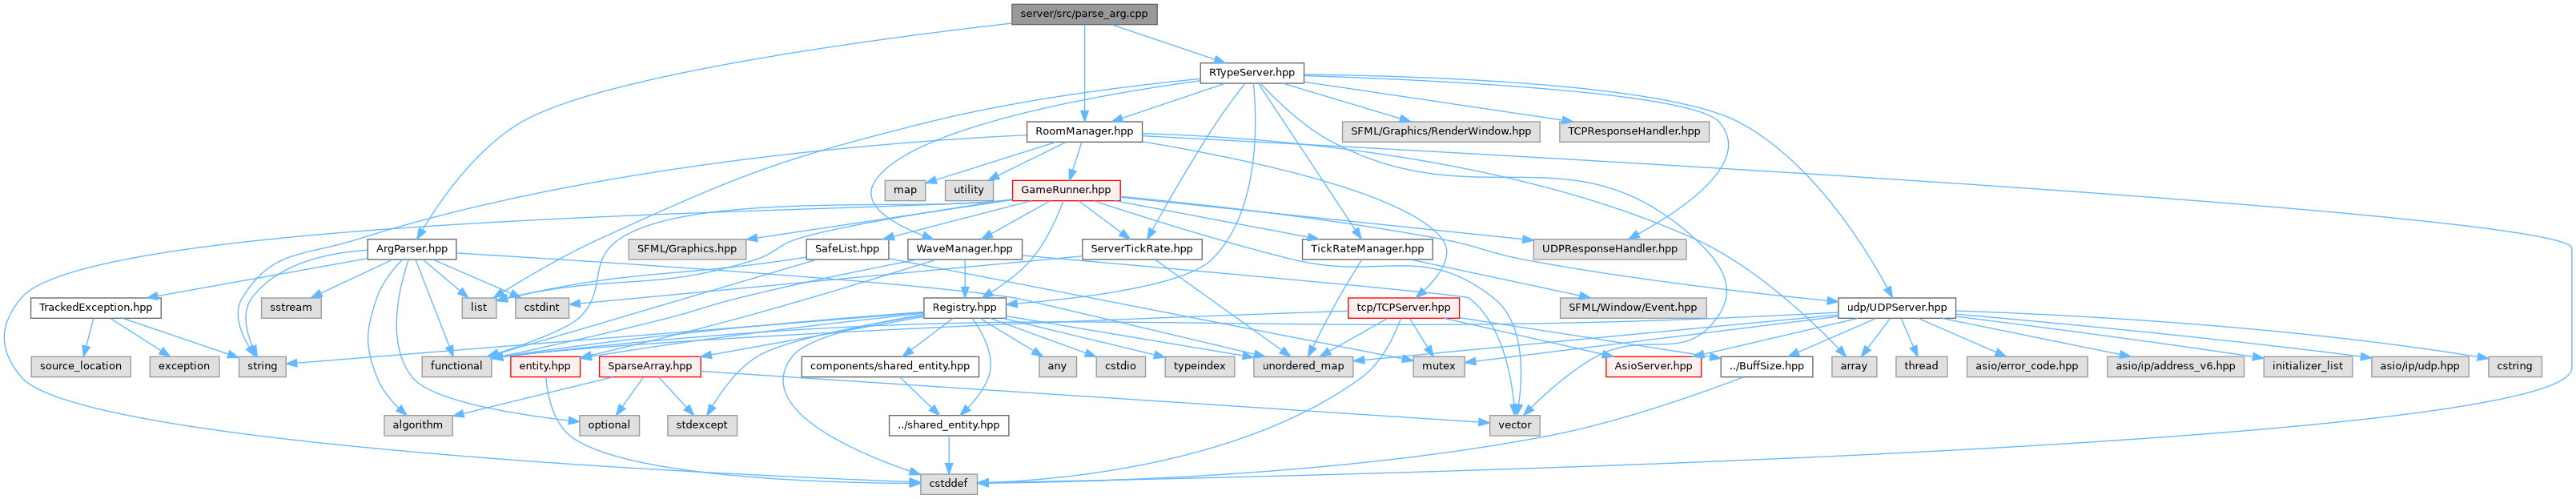 server/src/parse_arg.cpp
RTypeServer.hpp
RoomManager.hpp
SFML/Graphics/RenderWindow.hpp
TCPResponseHandler.hpp
map
utility
GameRunner.hpp
ArgParser.hpp
SFML/Graphics.hpp
SafeList.hpp
WaveManager.hpp
ServerTickRate.hpp
TickRateManager.hpp
UDPResponseHandler.hpp
TrackedException.hpp
sstream
list
cstdint
Registry.hpp
tcp/TCPServer.hpp
SFML/Window/Event.hpp
udp/UDPServer.hpp
source_location
exception
string
functional
entity.hpp
SparseArray.hpp
components/shared_entity.hpp
any
cstdio
typeindex
unordered_map
mutex
AsioServer.hpp
../BuffSize.hpp
array
thread
asio/error_code.hpp
asio/ip/address_v6.hpp
initializer_list
asio/ip/udp.hpp
cstring
algorithm
optional
stdexcept
../shared_entity.hpp
vector
cstddef